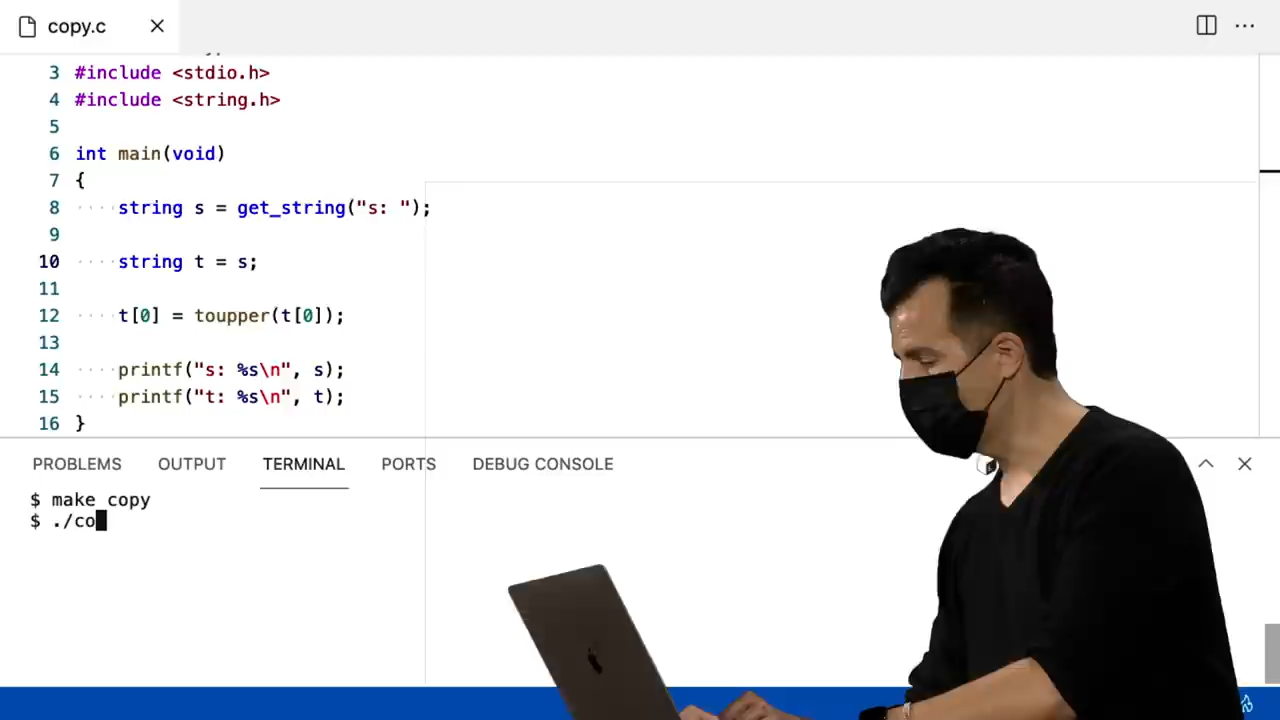 copy.c
3 #include <stdio.h>
4 #include <string.h>
5
6 int main(void)
7 {
8 ····string s = get_string("s: ");
9
10 ····string t = s;
11
12 ····t[0] = toupper(t[0]);
13
14 ····printf("s: %s\n", s);
15 ····printf("t: %s\n", t);
16 }
PROBLEMS OUTPUT TERMINAL PORTS DEBUG CONSOLE
$ make copy
$ ./co